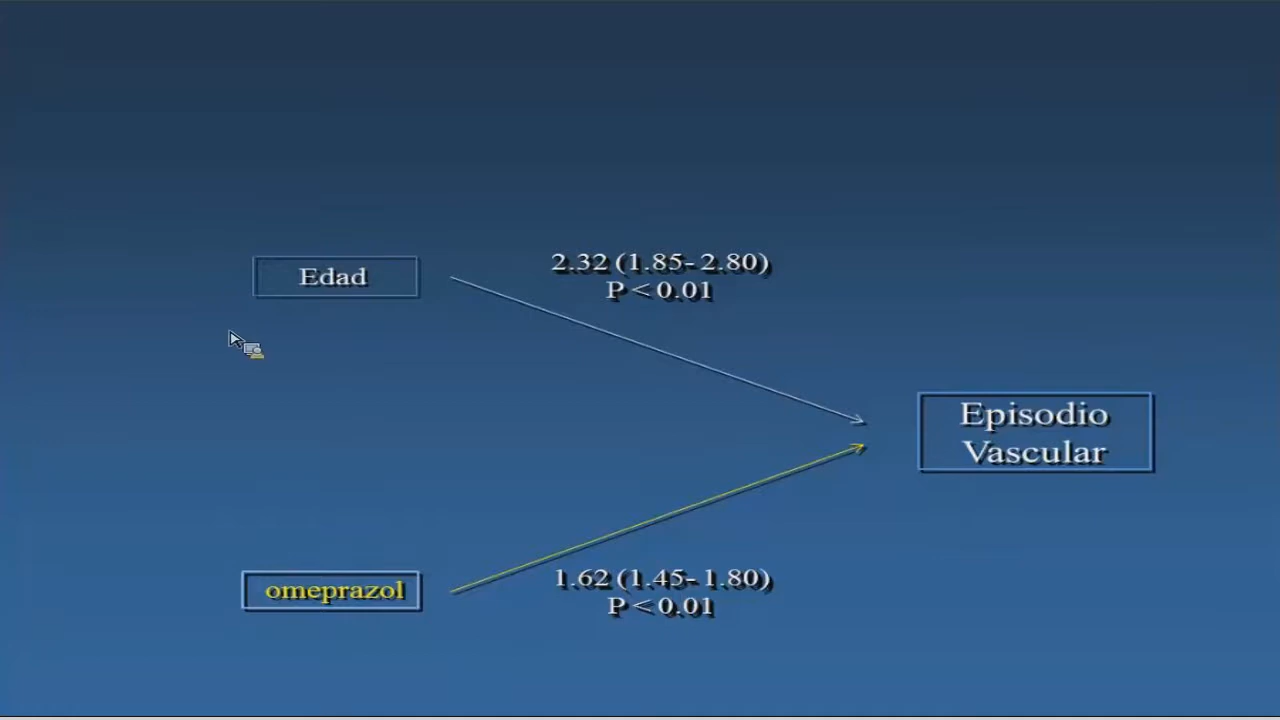 Edad
2.32 (1.85- 2.80)
P < 0.01
Episodio
Vascular
omeprazol
1.62 (1.45- 1.80)
P < 0.01